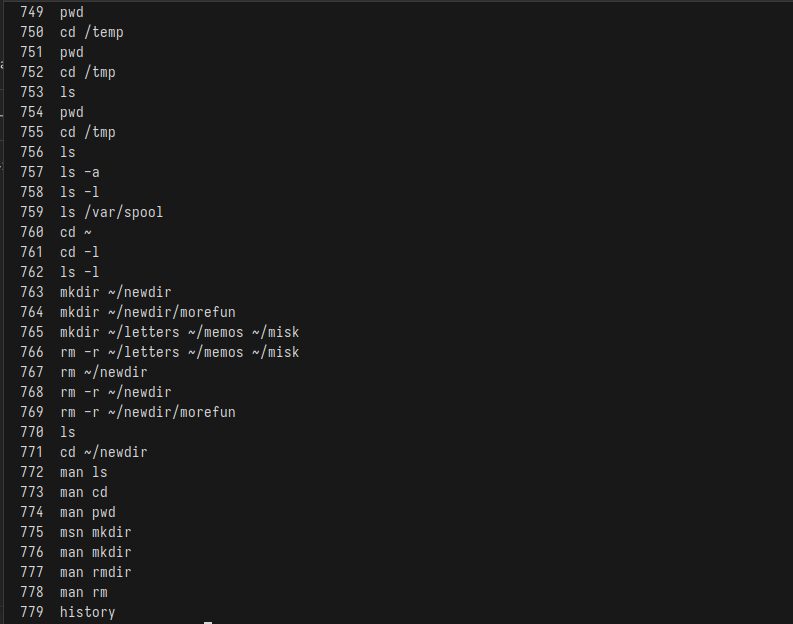 749 pwd
750 cd /temp
751 pwd
752 cd /tmp
753 ls
754 pwd
755 cd /tmp
756 ls
757 ls -a
758 ls -l
759 ls /var/spool
760 cd ~
761 cd -l
762 ls -l
763 mkdir ~/newdir
764 mkdir ~/newdir/morefun
765 mkdir ~/letters ~/memos ~/misk
766 rm -r ~/letters ~/memos ~/misk
767 rm ~/newdir
768 rm -r ~/newdir
769 rm -r ~/newdir/morefun
770 ls
771 cd ~/newdir
772 man ls
773 man cd
774 man pwd
775 msn mkdir
776 man mkdir
777 man rmdir
778 man rm
779 history